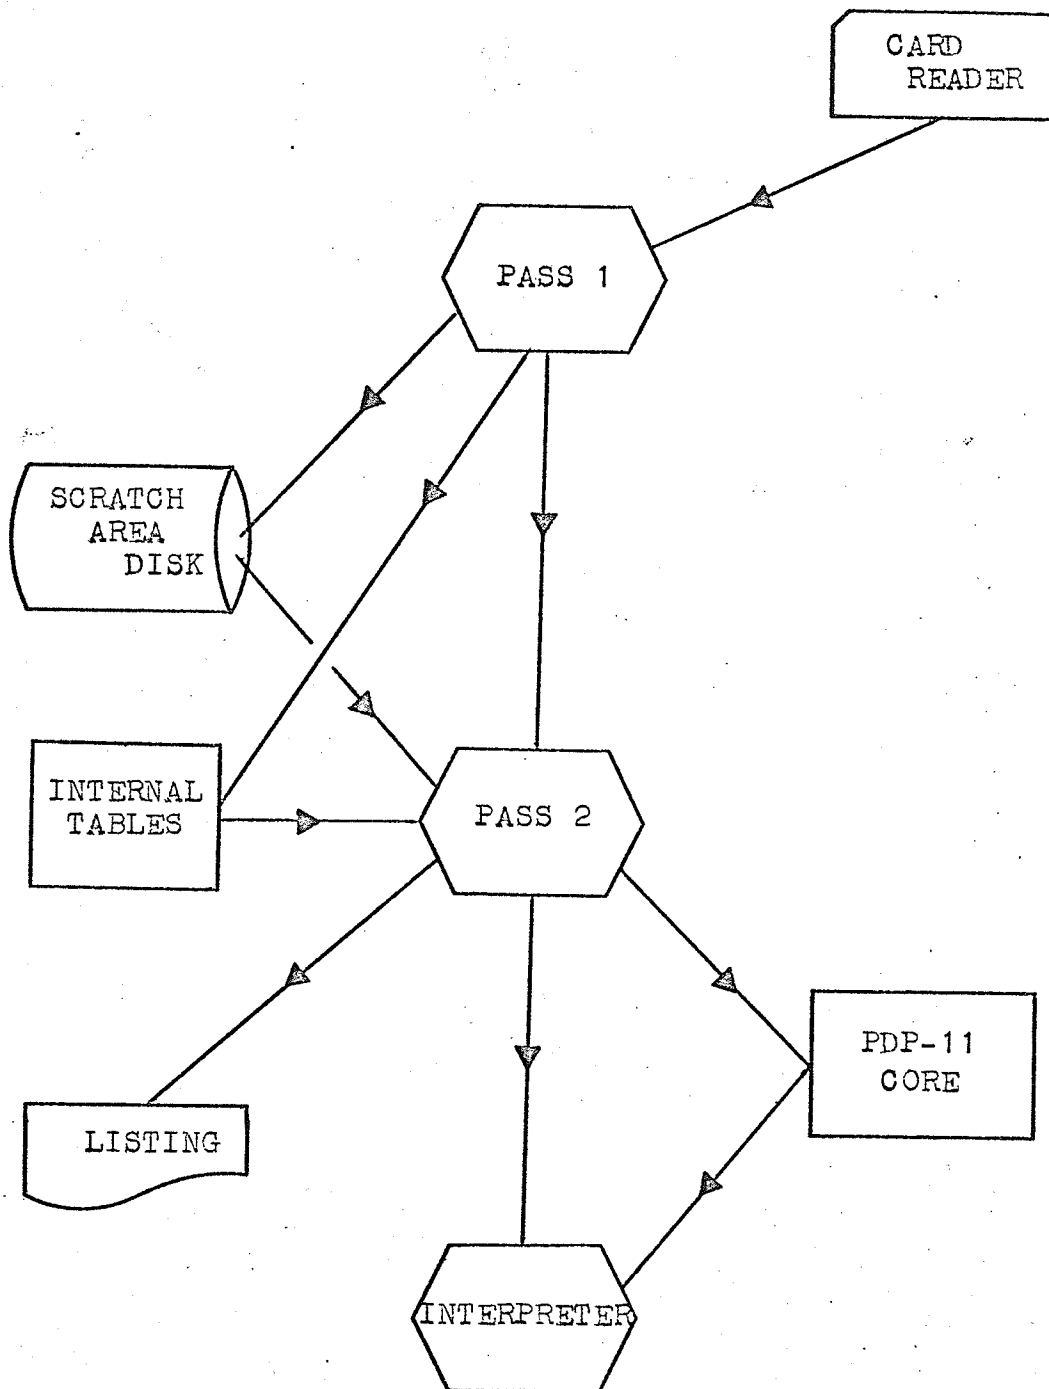 CARD
READER
PASS 1
SCRATCH
AREA
DISK
INTERNAL
TABLES
PASS 2
PDP-11
CORE
LISTING
INTERPRETER